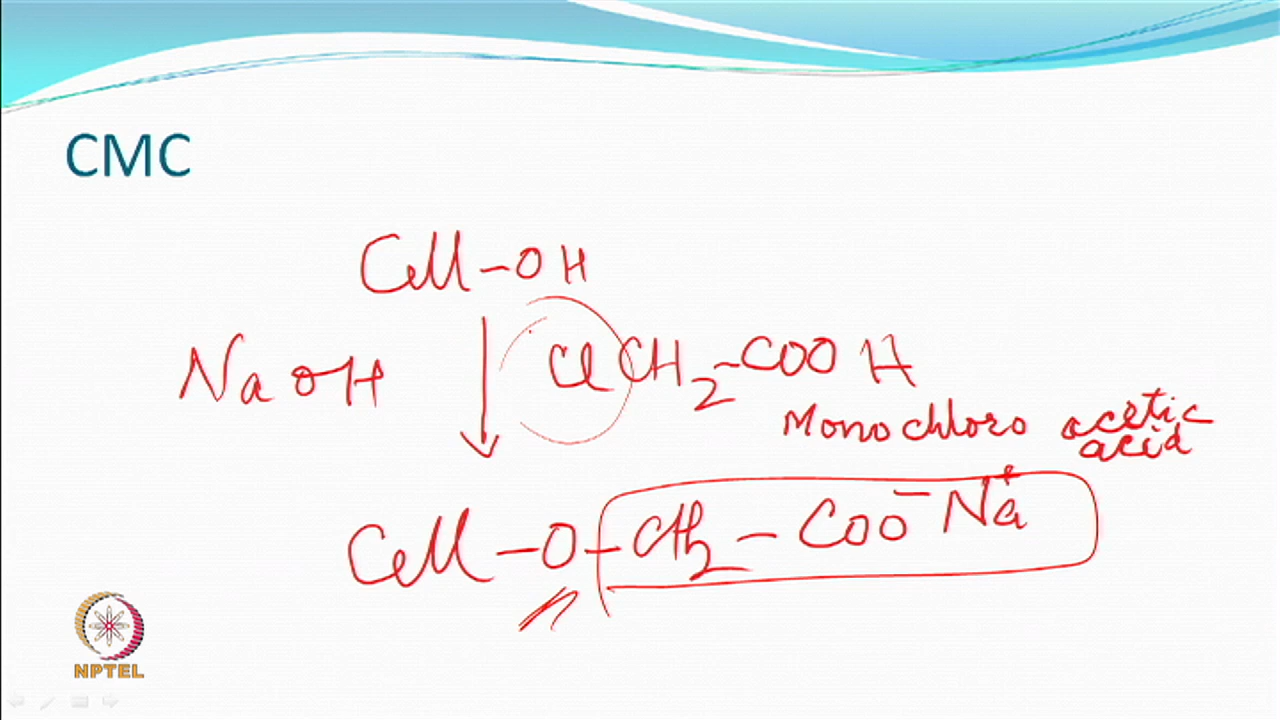 CMC
Cell-OH
NaOH ClCH2-COOH
Monochloro acetic acid
Cell-O-CH2-COO⁻Na⁺
NPTEL